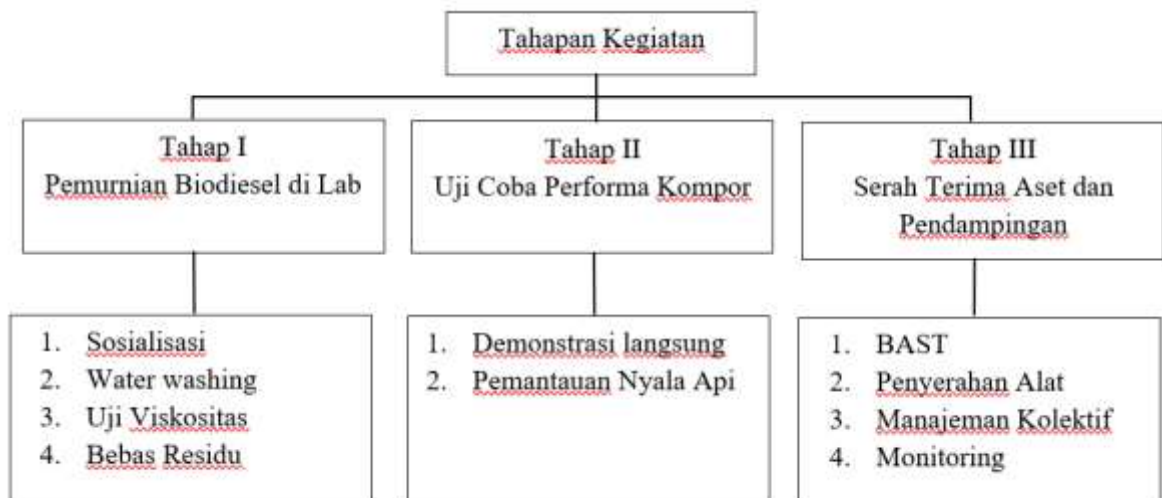 Tahapan Kegiatan
Tahap I
Pemurnian Biodiesel di Lab
Tahap II
Uji Coba Performa Kompor
Tahap III
Serah Terima Aset dan
Pendampingan
1. Sosialisasi
2. Water washing
3. Uji Viskositas
4. Bebas Residu
1. Demonstrasi langsung
2. Pemantauan Nyala Api
1. BAST
2. Penyerahan Alat
3. Manajeman Kolektif
4. Monitoring